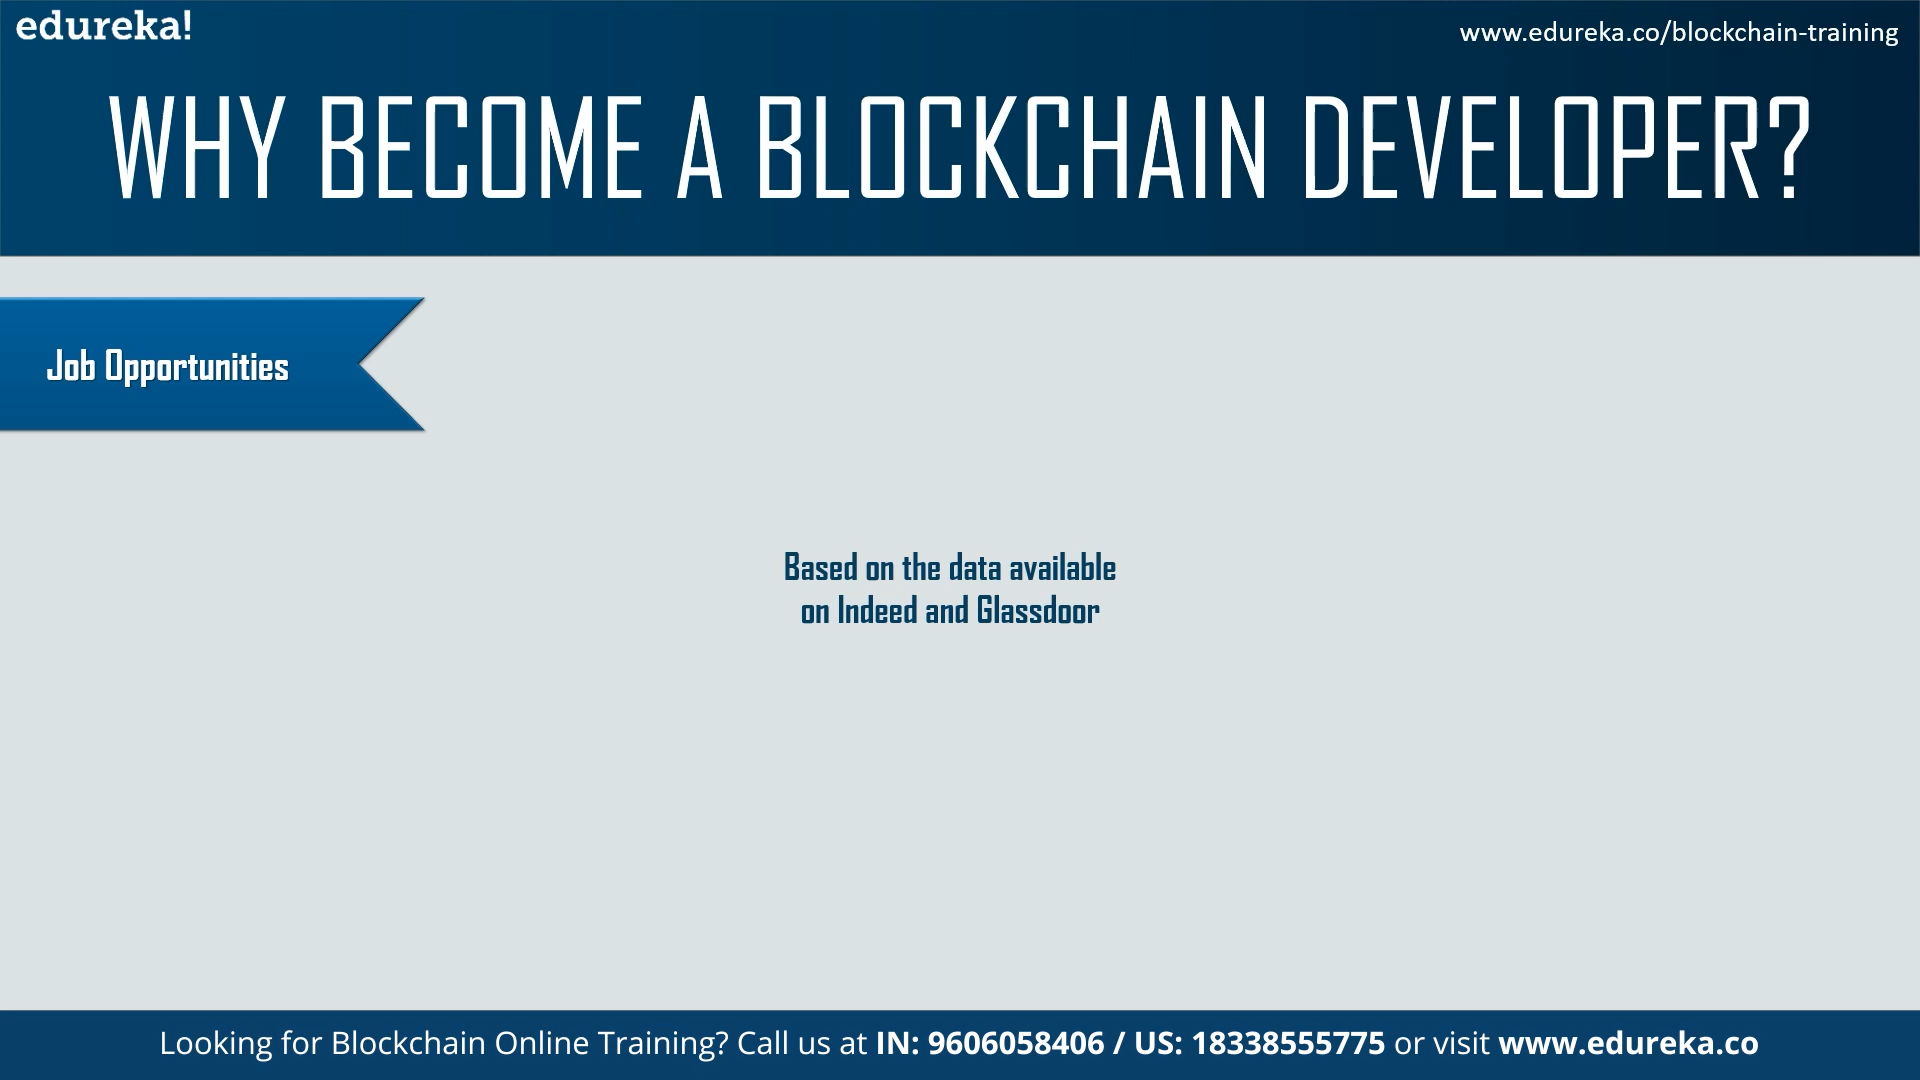 edureka!
www.edureka.co/blockchain-training
WHY BECOME A BLOCKCHAIN DEVELOPER?
Job Opportunities
Based on the data available
on Indeed and Glassdoor
Looking for Blockchain Online Training? Call us at IN: 9606058406 / US: 18338555775 or visit www.edureka.co